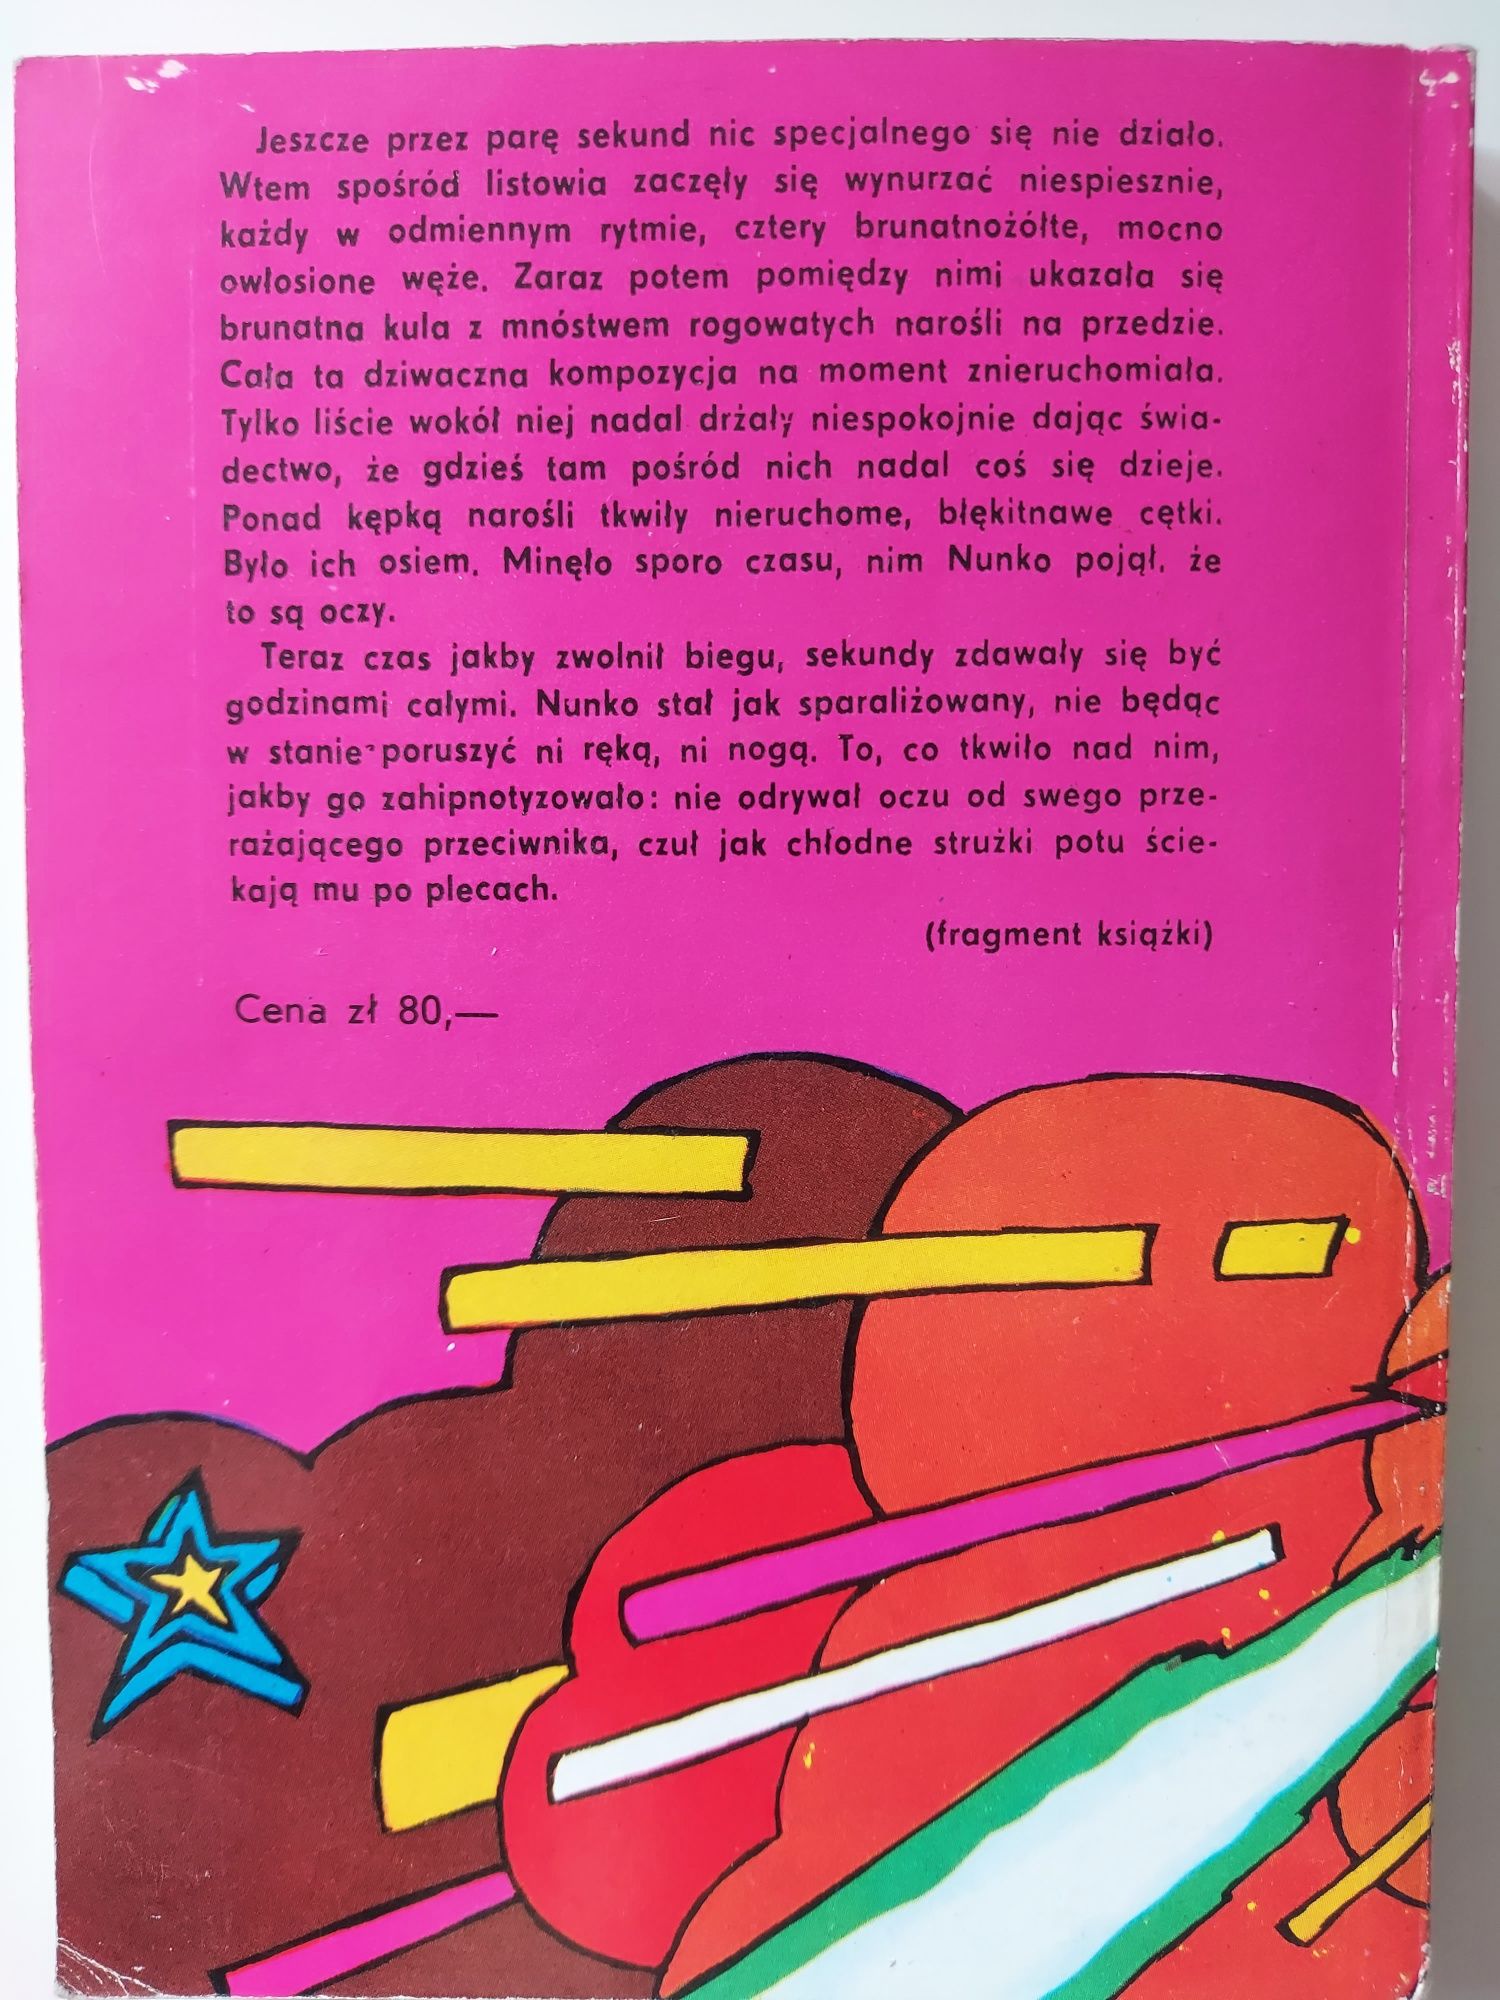 Jeszcze przez parę sekund nic specjalnego się nie działo.
Wtem spośród listowia zaczęły się wynurzać niespiesznie,
każdy w odmiennym rytmie, cztery brunatnożółte, mocno
owłosione węże. Zaraz potem pomiędzy nimi ukazała się
brunatna kula z mnóstwem rogowatych narośli na przedzie.
Cała ta dziwaczna kompozycja na moment znieruchomiała.
Tylko liście wokół niej nadal drżały niespokojnie dając świa-
dectwo, że gdzieś tam pośród nich nadal coś się dzieje.
Ponad kępką narośli tkwiły nieruchome, błękitnawe cętki.
Było ich osiem. Minęło sporo czasu, nim Nunko pojął, że
to są oczy.
Teraz czas jakby zwolnił biegu, sekundy zdawały się być
godzinami całymi. Nunko stał jak sparaliżowany, nie będąc
w stanie poruszyć ni ręką, ni nogą. To, co tkwiło nad nim,
jakby go zahipnotyzowało: nie odrywał oczu od swego prze-
rażającego przeciwnika, czuł jak chłodne strużki potu ście-
kają mu po plecach.
(fragment książki)
Cena zł 80,—